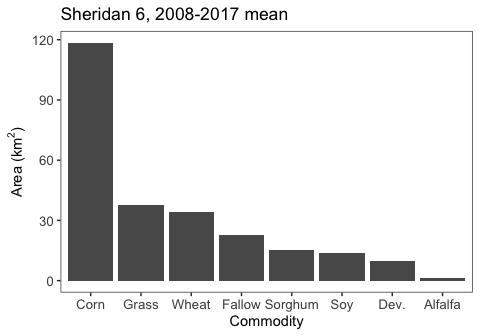 Sheridan 6, 2008-2017 mean
Area (km²)
120
90
60
30
0
Corn Grass Wheat Fallow Sorghum Soy Dev. Alfalfa
Commodity